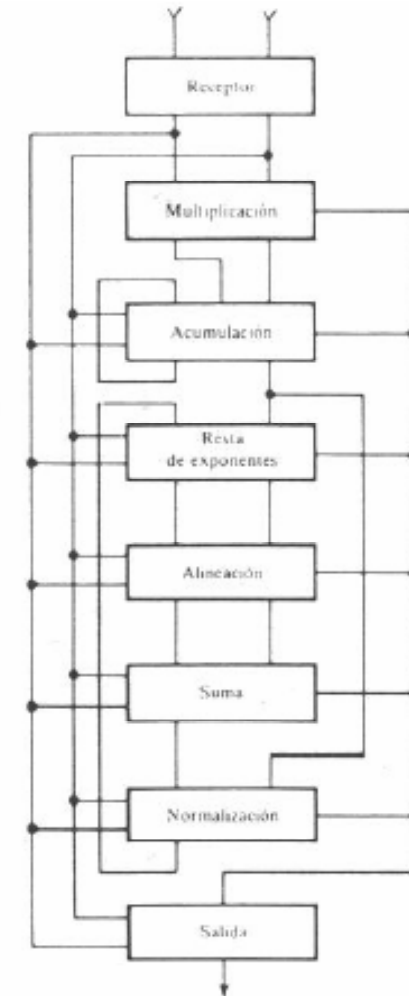 Receptor
Multiplicación
Acumulación
Resta
de exponentes
Alineación
Suma
Normalización
Salida